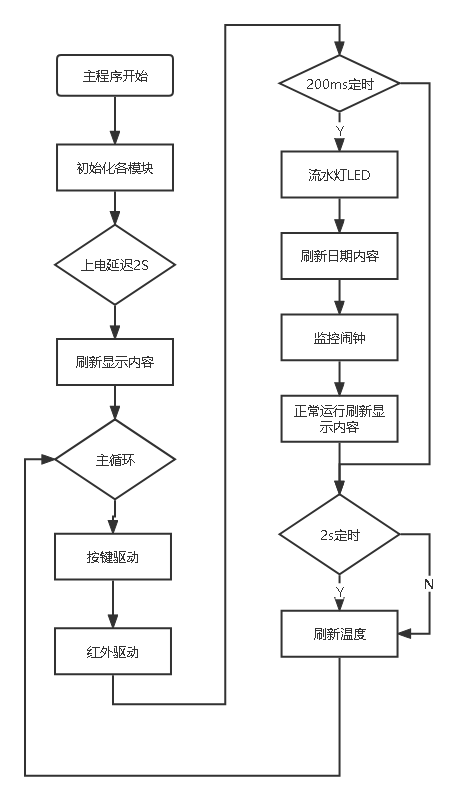 主程序开始
初始化各模块
上电延迟2S
刷新显示内容
主循环
按键驱动
红外驱动
200ms定时
Y
流水灯LED
刷新日期内容
监控闹钟
正常运行刷新显
示内容
2s定时
N
Y
刷新温度